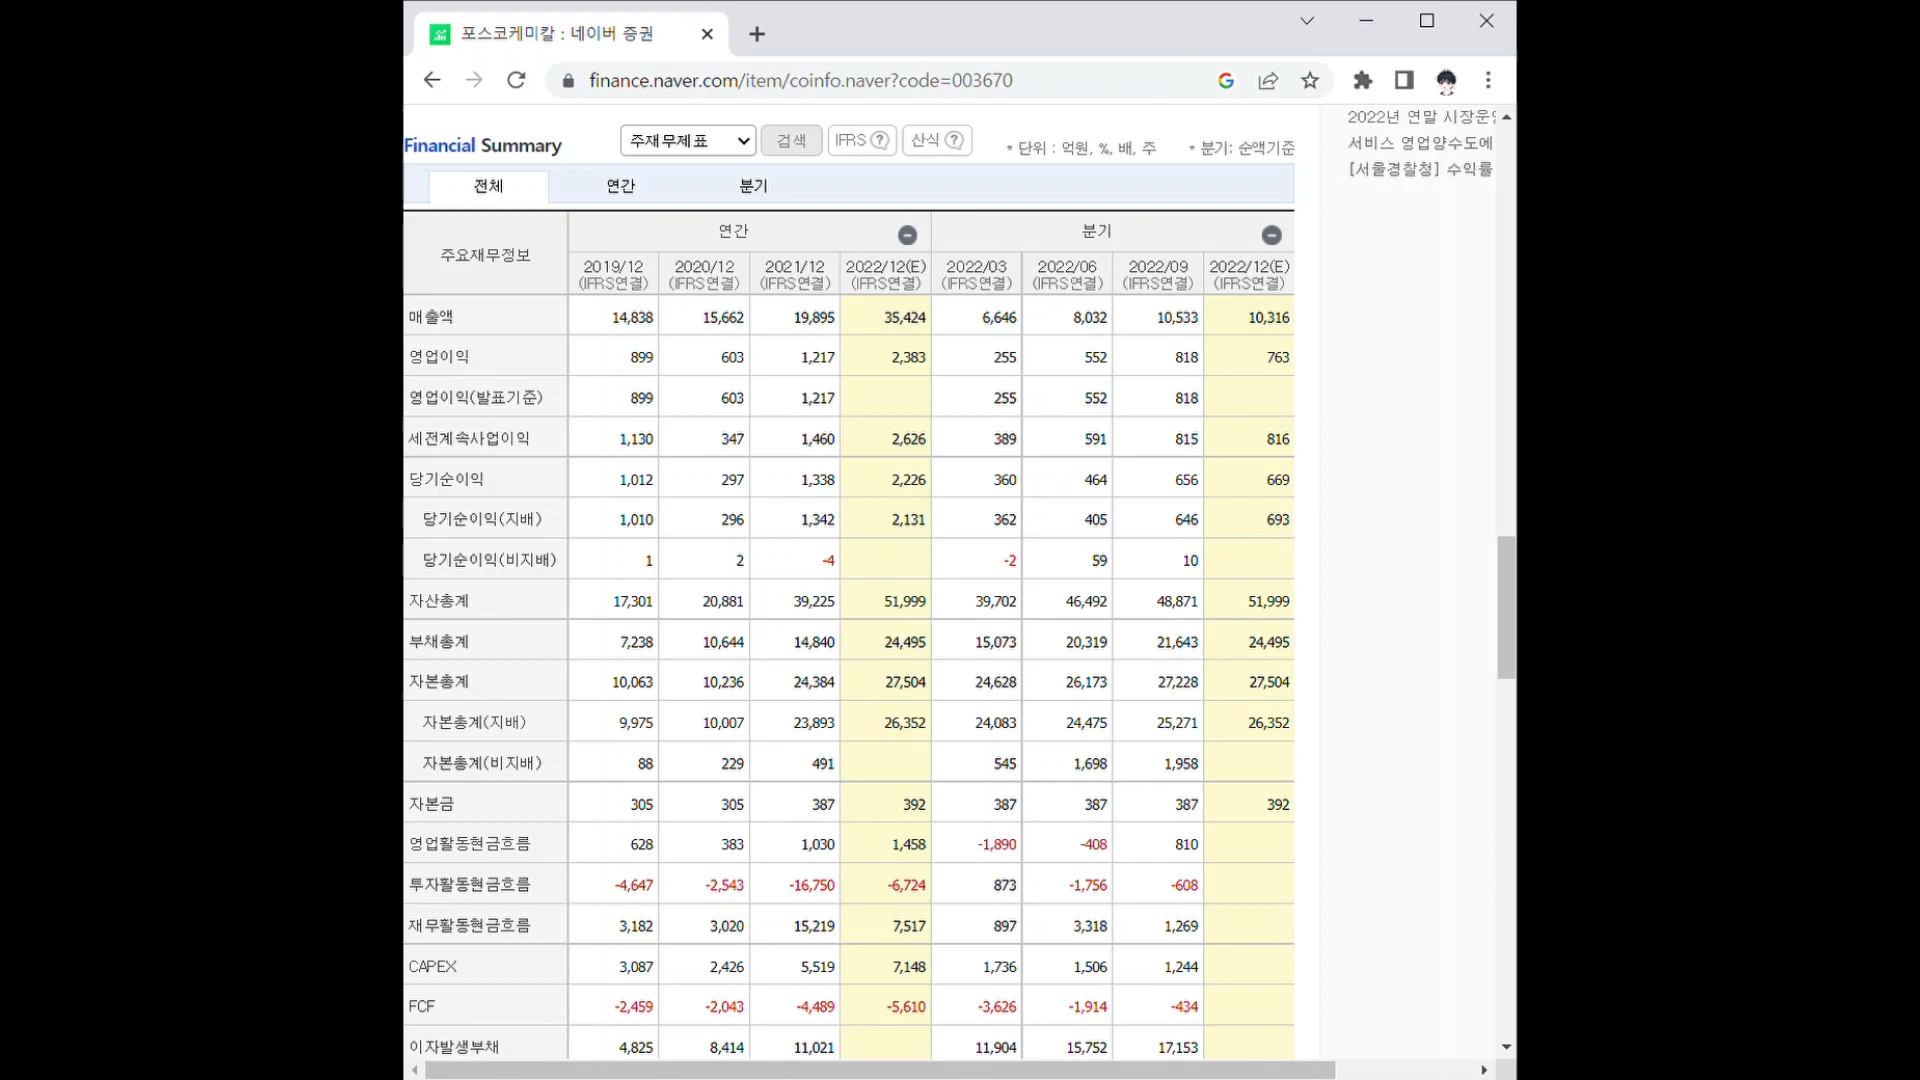 포스코케미칼 : 네이버 증권
finance.naver.com/item/coinfo.naver?code=003670
Financial Summary 주재무제표 검색 IFRS ? 산식 ? * 단위 : 억원, %, 배, 주 * 분기: 순액기준
전체 연간 분기
주요재무정보 연간 분기
2019/12 2020/12 2021/12 2022/12(E) 2022/03 2022/06 2022/09 2022/12(E)
(IFRS연결) (IFRS연결) (IFRS연결) (IFRS연결) (IFRS연결) (IFRS연결) (IFRS연결) (IFRS연결)
매출액 14,838 15,662 19,895 35,424 6,646 8,032 10,533 10,316
영업이익 899 603 1,217 2,383 255 552 818 763
영업이익(발표기준) 899 603 1,217 255 552 818
세전계속사업이익 1,130 347 1,460 2,626 389 591 815 816
당기순이익 1,012 297 1,338 2,226 360 464 656 669
당기순이익(지배) 1,010 296 1,342 2,131 362 405 646 693
당기순이익(비지배) 1 2 -4 -2 59 10
자산총계 17,301 20,881 39,225 51,999 39,702 46,492 48,871 51,999
부채총계 7,238 10,644 14,840 24,495 15,073 20,319 21,643 24,495
자본총계 10,063 10,236 24,384 27,504 24,628 26,173 27,228 27,504
자본총계(지배) 9,975 10,007 23,893 26,352 24,083 24,475 25,271 26,352
자본총계(비지배) 88 229 491 545 1,698 1,958
자본금 305 305 387 392 387 387 387 392
영업활동현금흐름 628 383 1,030 1,458 -1,890 -408 810
투자활동현금흐름 -4,647 -2,543 -16,750 -6,724 873 -1,756 -608
재무활동현금흐름 3,182 3,020 15,219 7,517 897 3,318 1,269
CAPEX 3,087 2,426 5,519 7,148 1,736 1,506 1,244
FCF -2,459 -2,043 -4,489 -5,610 -3,626 -1,914 -434
이자발생부채 4,825 8,414 11,021 11,904 15,752 17,153
2022년 연말 시장운영
서비스 영업양수도에
[서울경찰청] 수익률